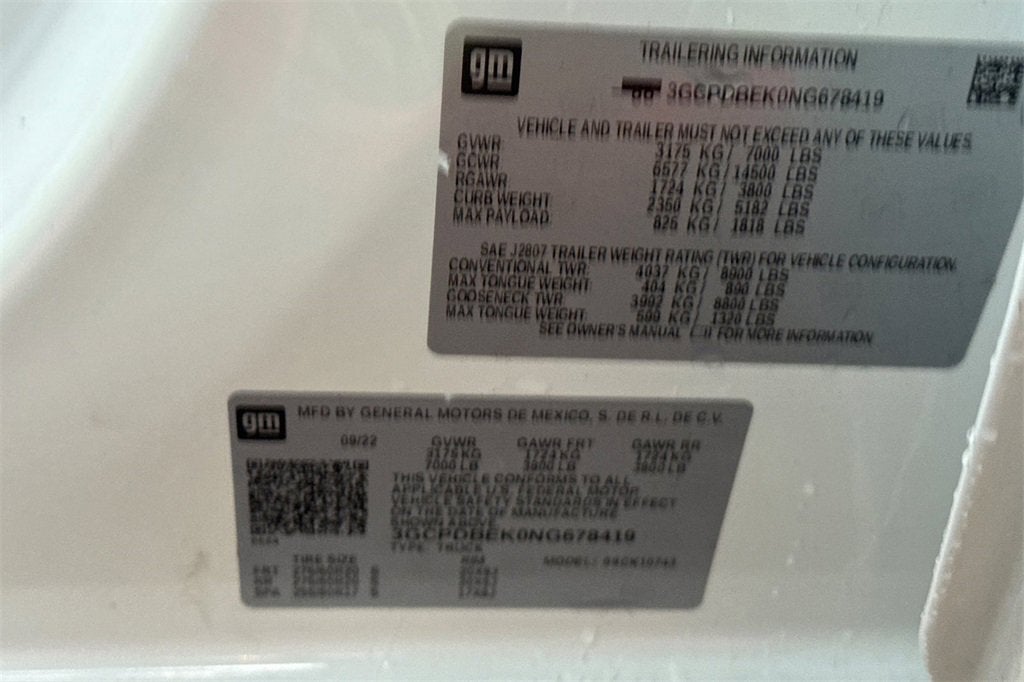 gm
TRAILERING INFORMATION
3GCPDBEK0NG678419
VEHICLE AND TRAILER MUST NOT EXCEED ANY OF THESE VALUES.
GVWR 3175 KG/ 7000 LBS
GCWR 6577 KG/ 14500 LBS
RGAWR 1724 KG/ 3800 LBS
CURB WEIGHT: 2350 KG/ 5182 LBS
MAX PAYLOAD: 825 KG/ 1818 LBS
SAE J2807 TRAILER WEIGHT RATING (TWR) FOR VEHICLE CONFIGURATION.
CONVENTIONAL TWR: 4037 KG/ 8900 LBS
MAX TONGUE WEIGHT: 404 KG/ 890 LBS
GOOSENECK TWR: 3992 KG/ 8800 LBS
MAX TONGUE WEIGHT: 599 KG/ 1320 LBS
SEE OWNER'S MANUAL FOR MORE INFORMATION
gm
MFD BY GENERAL MOTORS DE MEXICO, S. DE R.L. DE C.V.
09/22 GVWR GAWR FRT GAWR RR
3175 KG 1724 KG 1724 KG
7000 LB 3800 LB 3800 LB
THIS VEHICLE CONFORMS TO ALL
APPLICABLE U.S. FEDERAL MOTOR
VEHICLE SAFETY STANDARDS IN EFFECT
ON THE DATE OF MANUFACTURE
SHOWN ABOVE.
3GCPDBEK0NG678419
TYPE: TRUCK
TIRE SIZE RIM MODEL:
FRT
RR
SPA